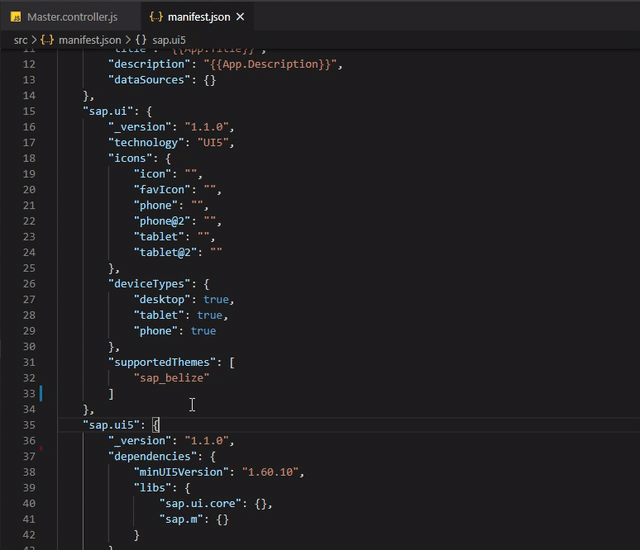 Master.controller.js
manifest.json ×
src > manifest.json > {} sap.ui5
11 "title": "{{App.Title}}",
12 "description": "{{App.Description}}",
13 "dataSources": {}
14 },
15 "sap.ui": {
16 "_version": "1.1.0",
17 "technology": "UI5",
18 "icons": {
19 "icon": "",
20 "favIcon": "",
21 "phone": "",
22 "phone@2": "",
23 "tablet": "",
24 "tablet@2": ""
25 },
26 "deviceTypes": {
27 "desktop": true,
28 "tablet": true,
29 "phone": true
30 },
31 "supportedThemes": [
32 "sap_belize"
33 ]
34 },
35 "sap.ui5": {
36 "_version": "1.1.0",
37 "dependencies": {
38 "minUI5Version": "1.60.10",
39 "libs": {
40 "sap.ui.core": {},
41 "sap.m": {}
42 }
43 }